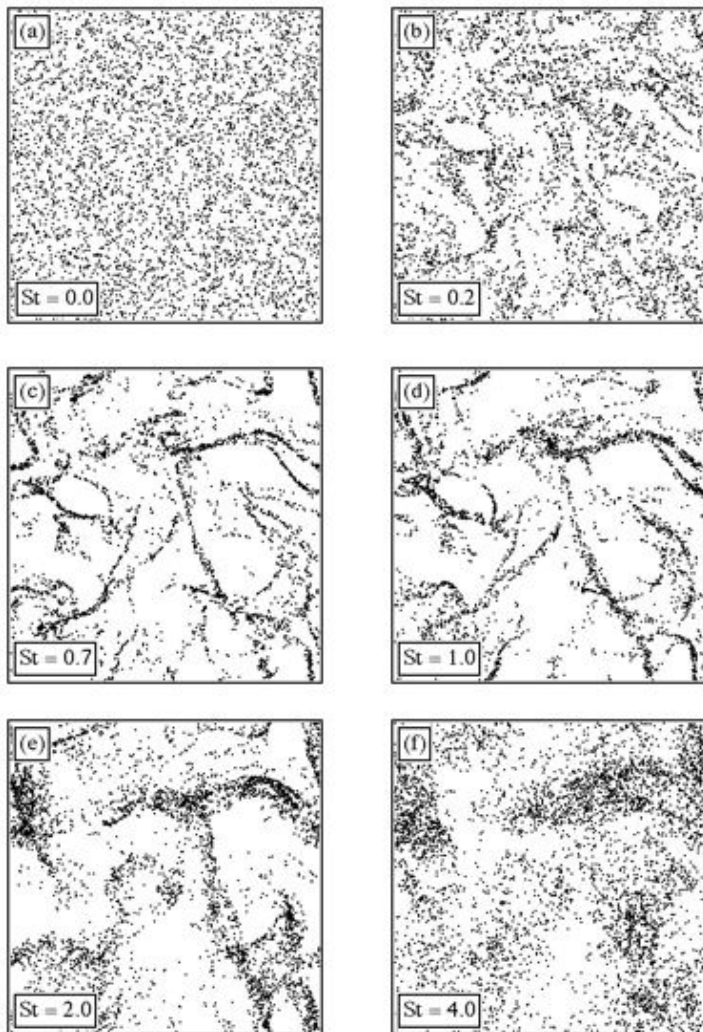 (a)
St = 0.0
(b)
St = 0.2
(c)
St = 0.7
(d)
St = 1.0
(e)
St = 2.0
(f)
St = 4.0